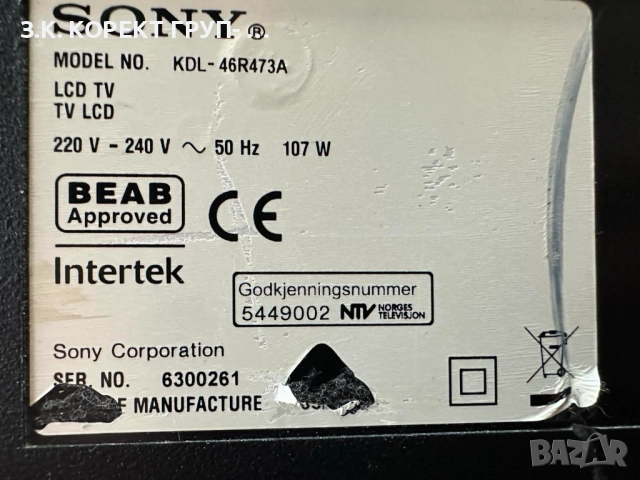 SONY®
З.К. КОРЕКТ ГРУП-
MODEL NO. KDL-46R473A
LCD TV
TV LCD
220 V - 240 V ~ 50 Hz 107 W
BEAB
Approved
CE
Intertek
Godkjenningsnummer
5449002 NTV NORGES TELEVISJON
Sony Corporation
SER. NO. 6300261
MANUFACTURE
BAZAR